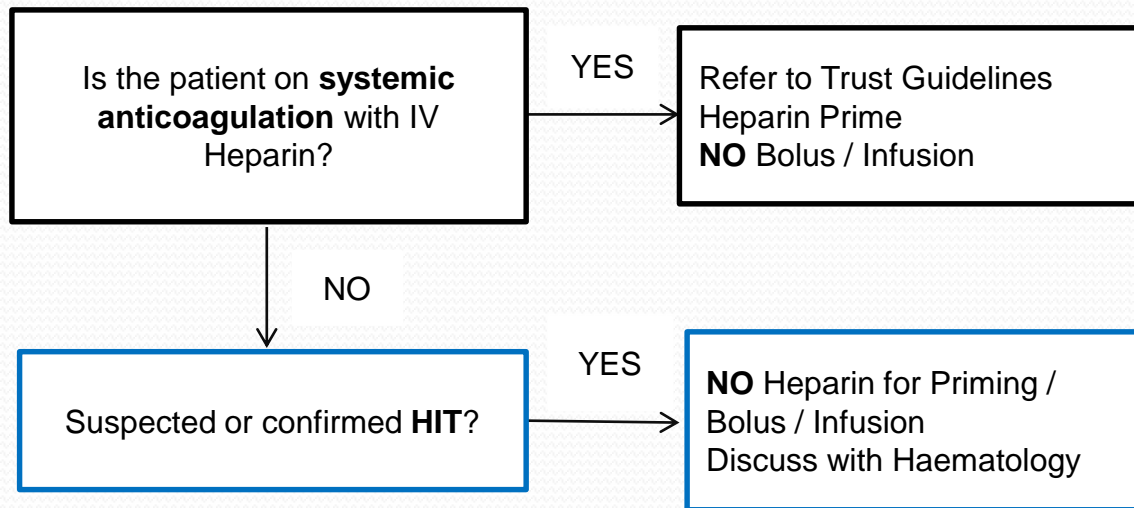 Is the patient on systemic
anticoagulation with IV
Heparin?
YES
Refer to Trust Guidelines
Heparin Prime
NO Bolus / Infusion
NO
Suspected or confirmed HIT?
YES
NO Heparin for Priming /
Bolus / Infusion
Discuss with Haematology